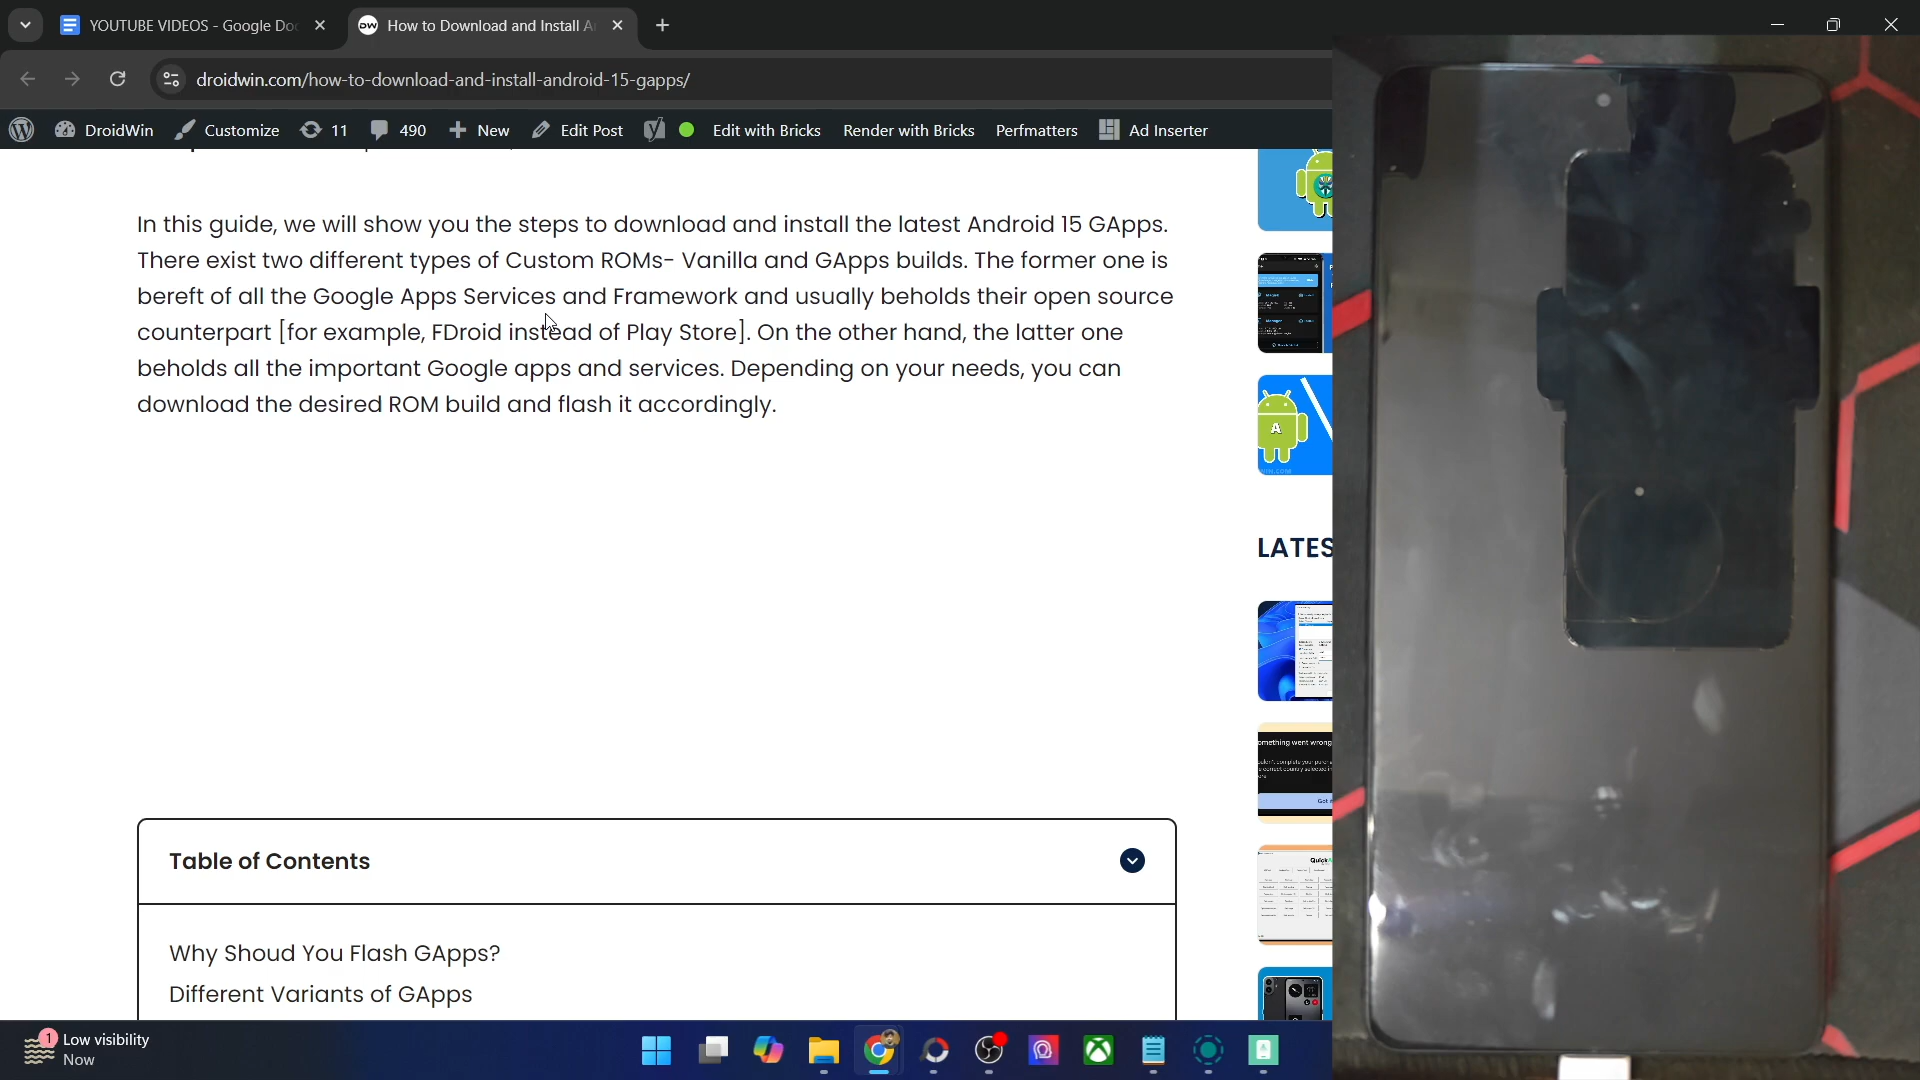 YOUTUBE VIDEOS - Google Doc
How to Download and Install A
droidwin.com/how-to-download-and-install-android-15-gapps/
DroidWin
Customize
11
490
New
Edit Post
Edit with Bricks
Render with Bricks
Perfmatters
Ad Inserter
In this guide, we will show you the steps to download and install the latest Android 15 GApps.
There exist two different types of Custom ROMs- Vanilla and GApps builds. The former one is
bereft of all the Google Apps Services and Framework and usually beholds their open source
counterpart [for example, FDroid instead of Play Store]. On the other hand, the latter one
beholds all the important Google apps and services. Depending on your needs, you can
download the desired ROM build and flash it accordingly.
A
LATES
omething went wrong
Table of Contents
Why Shoud You Flash GApps?
Different Variants of GApps
1
Low visibility
Now